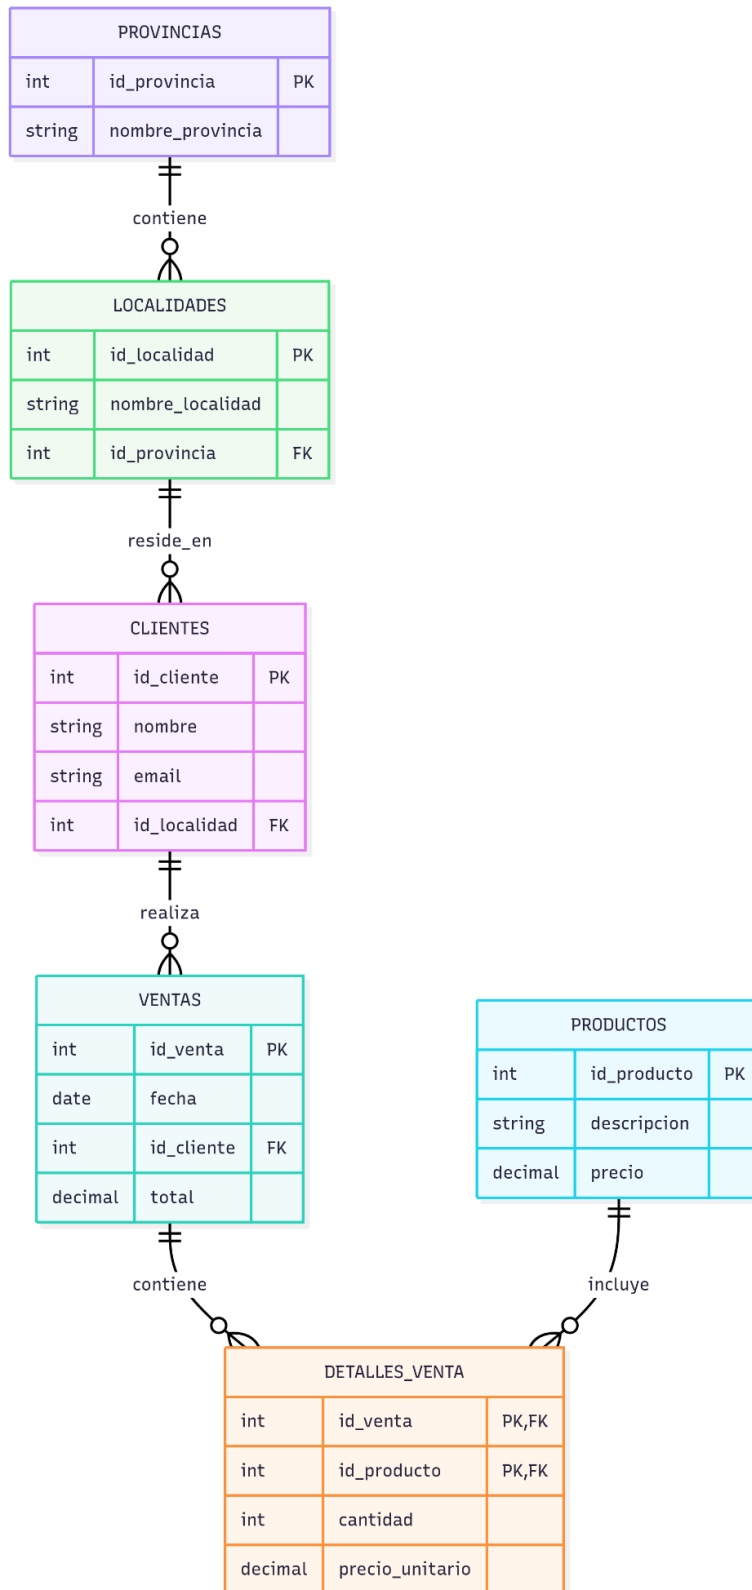 PROVINCIAS
int id_provincia PK
string nombre_provincia
contiene
LOCALIDADES
int id_localidad PK
string nombre_localidad
int id_provincia FK
reside_en
CLIENTES
int id_cliente PK
string nombre
string email
int id_localidad FK
realiza
VENTAS
int id_venta PK
date fecha
int id_cliente FK
decimal total
PRODUCTOS
int id_producto PK
string descripcion
decimal precio
contiene
incluye
DETALLES_VENTA
int id_venta PK,FK
int id_producto PK,FK
int cantidad
decimal precio_unitario